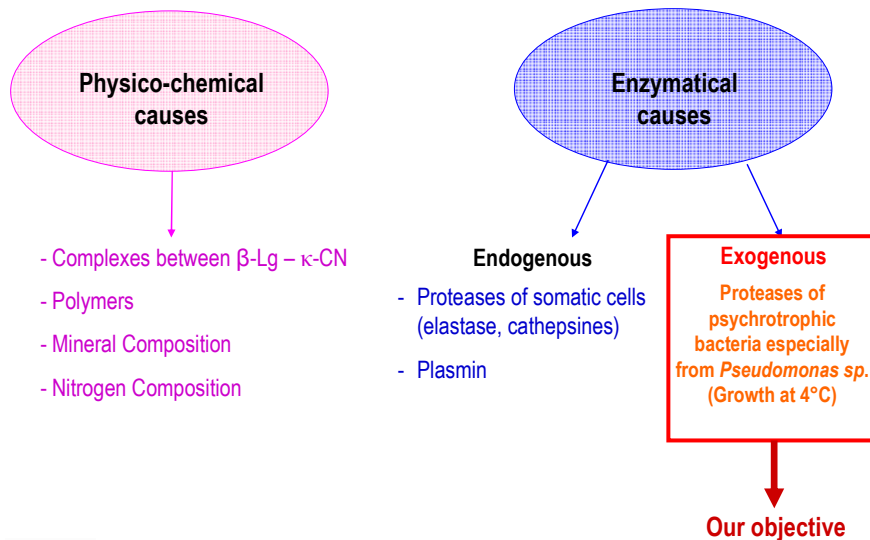 Physico-chemical
causes
Enzymatical
causes
- Complexes between β-Lg – κ-CN
- Polymers
- Mineral Composition
- Nitrogen Composition
Endogenous
- Proteases of somatic cells
(elastase, cathepsines)
- Plasmin
Exogenous
Proteases of
psychrotrophic
bacteria especially
from Pseudomonas sp.
(Growth at 4°C)
Our objective